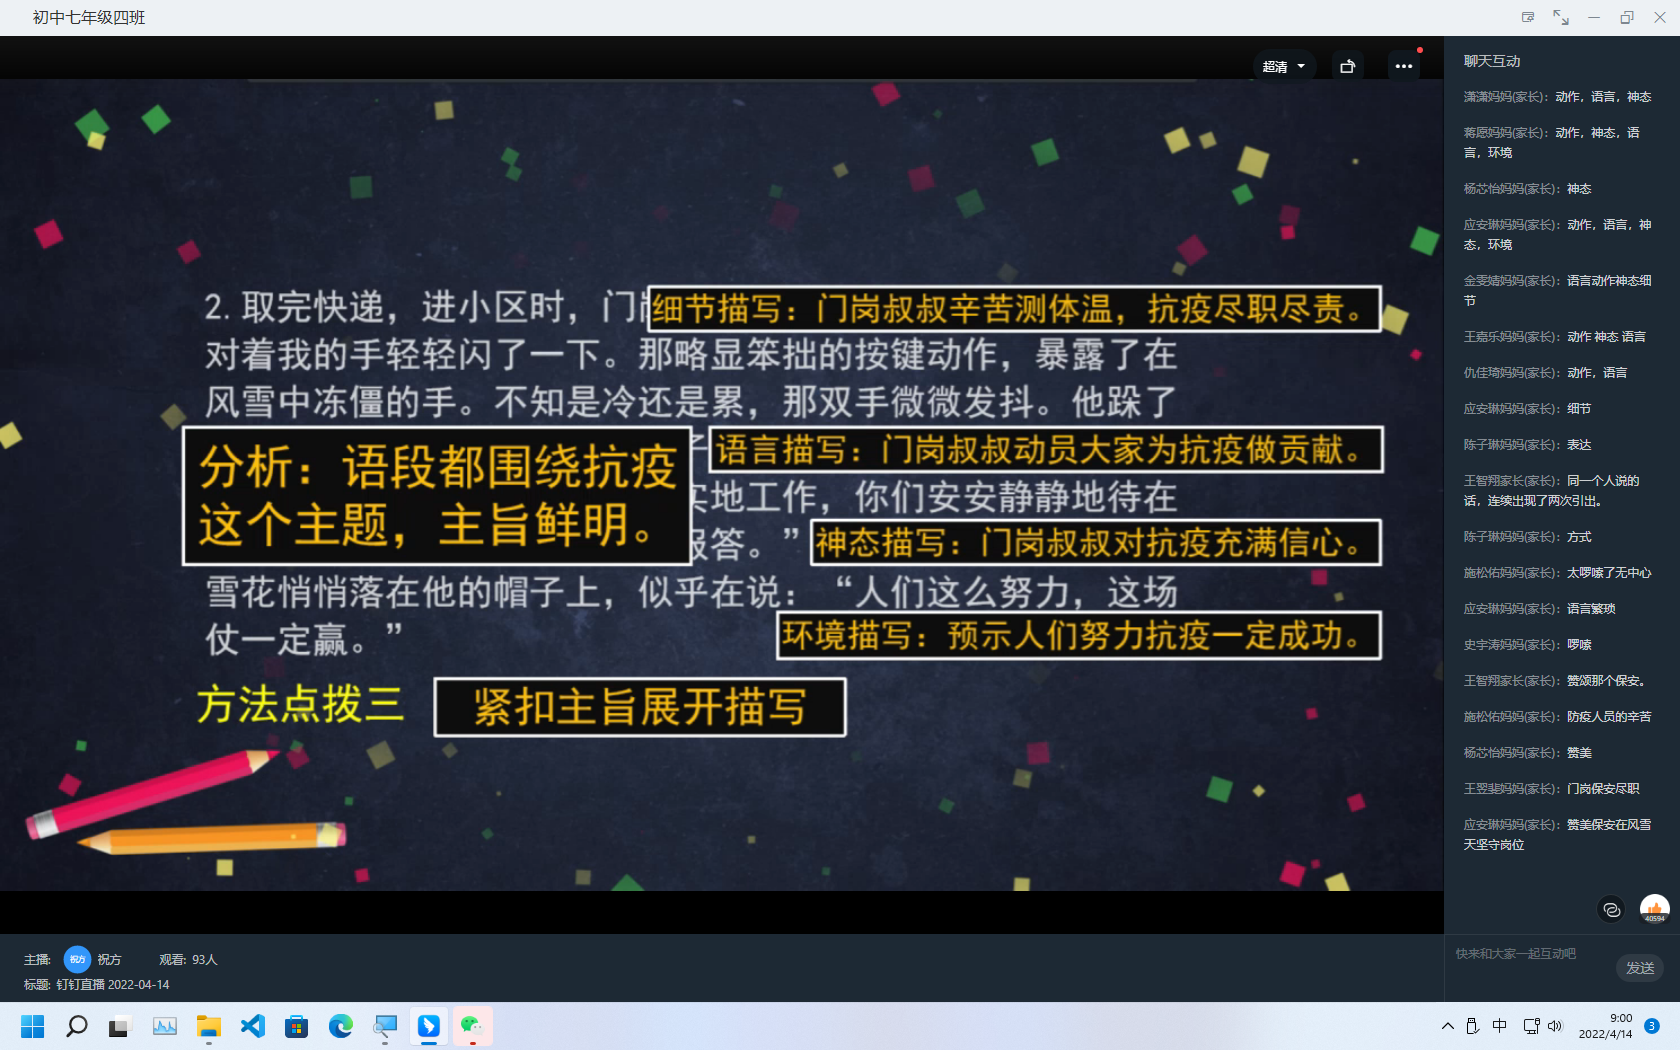 初中七年级四班
超清
聊天互动
2. 取完快递，进小区时，门
细节描写：门岗叔叔辛苦测体温，抗疫尽职尽责。
对着我的手轻轻闪了一下。那略显笨拙的按键动作，暴露了在
风雪中冻僵的手。不知是冷还是累，那双手微微发抖。他跺了
分析：语段都围绕抗疫
这个主题，主旨鲜明。
语言描写：门岗叔叔动员大家为抗疫做贡献。
地工作，你们安安静静地待在
答。”
神态描写：门岗叔叔对抗疫充满信心。
雪花悄悄落在他的帽子上，似乎在说：“人们这么努力，这场
仗一定赢。”
环境描写：预示人们努力抗疫一定成功。
方法点拨三
紧扣主旨展开描写
潇潇妈妈(家长)：动作，语言，神态
蒋愿妈妈(家长)：动作，神态，语
言，环境
杨芯怡妈妈(家长)：神态
应安琳妈妈(家长)：动作，语言，神
态，环境
金雯婧妈妈(家长)：语言动作神态细
节
王嘉乐妈妈(家长)：动作 神态 语言
仇佳琦妈妈(家长)：动作，语言
应安琳妈妈(家长)：细节
陈子琳妈妈(家长)：表达
王智翔家长(家长)：同一个人说的
话，连续出现了两次引出。
陈子琳妈妈(家长)：方式
施松佑妈妈(家长)：太啰嗦了无中心
应安琳妈妈(家长)：语言繁琐
史宇涛妈妈(家长)：啰嗦
王智翔家长(家长)：赞颂那个保安。
施松佑妈妈(家长)：防疫人员的辛苦
杨芯怡妈妈(家长)：赞美
王翌斐妈妈(家长)：门岗保安尽职
应安琳妈妈(家长)：赞美保安在风雪
天坚守岗位
40594
快来和大家一起互动吧
发送
主播：
祝方
祝方
观看：93人
标题：钉钉直播 2022-04-14
中
9:00
2022/4/14
3